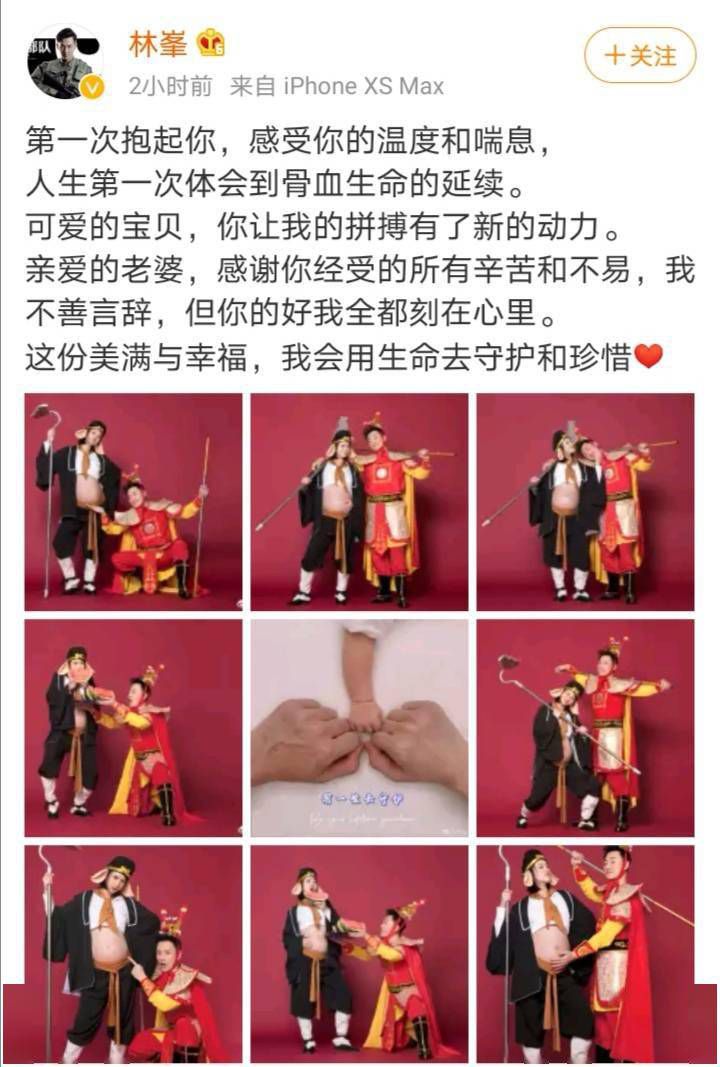 部队
林峯
6
+关注
2小时前 来自 iPhone XS Max
第一次抱起你，感受你的温度和喘息，
人生第一次体会到骨血生命的延续。
可爱的宝贝，你让我的拼搏有了新的动力。
亲爱的老婆，感谢你经受的所有辛苦和不易，我
不善言辞，但你的好我全都刻在心里。
这份美满与幸福，我会用生命去守护和珍惜❤️